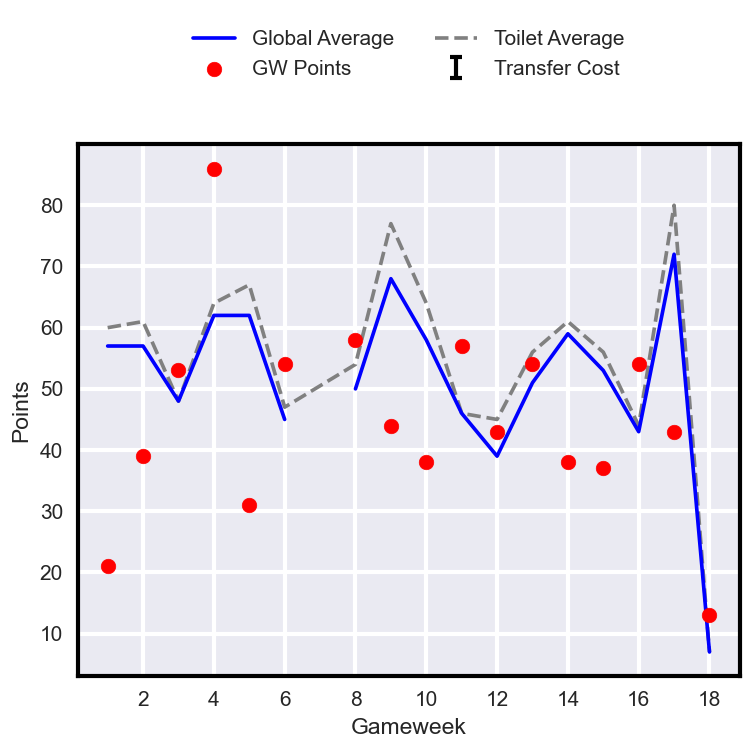 Global Average
Toilet Average
GW Points
Transfer Cost
80
70
60
50
40
30
20
10
Points
2 4 6 8 10 12 14 16 18
Gameweek